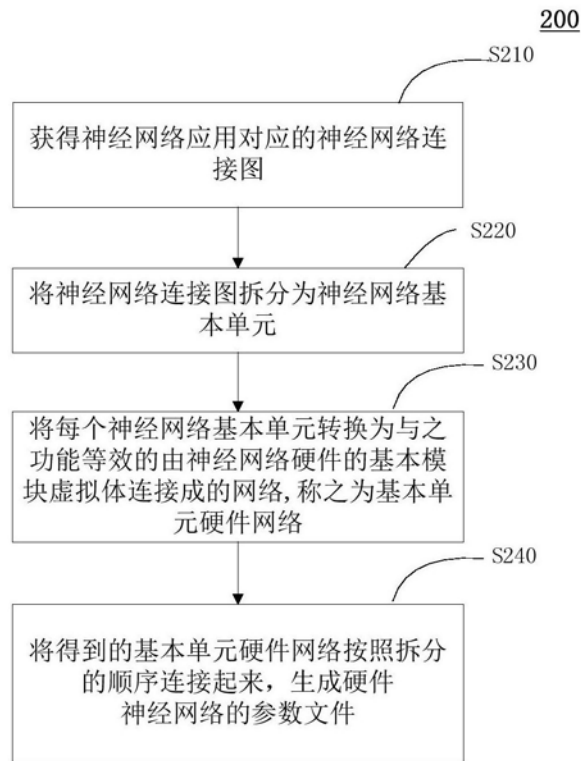 200
S210
获得神经网络应用对应的神经网络连
接图
S220
将神经网络连接图拆分为神经网络基
本单元
S230
将每个神经网络基本单元转换为与之
功能等效的由神经网络硬件的基本模
块虚拟体连接成的网络,称之为基本单
元硬件网络
S240
将得到的基本单元硬件网络按照拆分
的顺序连接起来，生成硬件
神经网络的参数文件